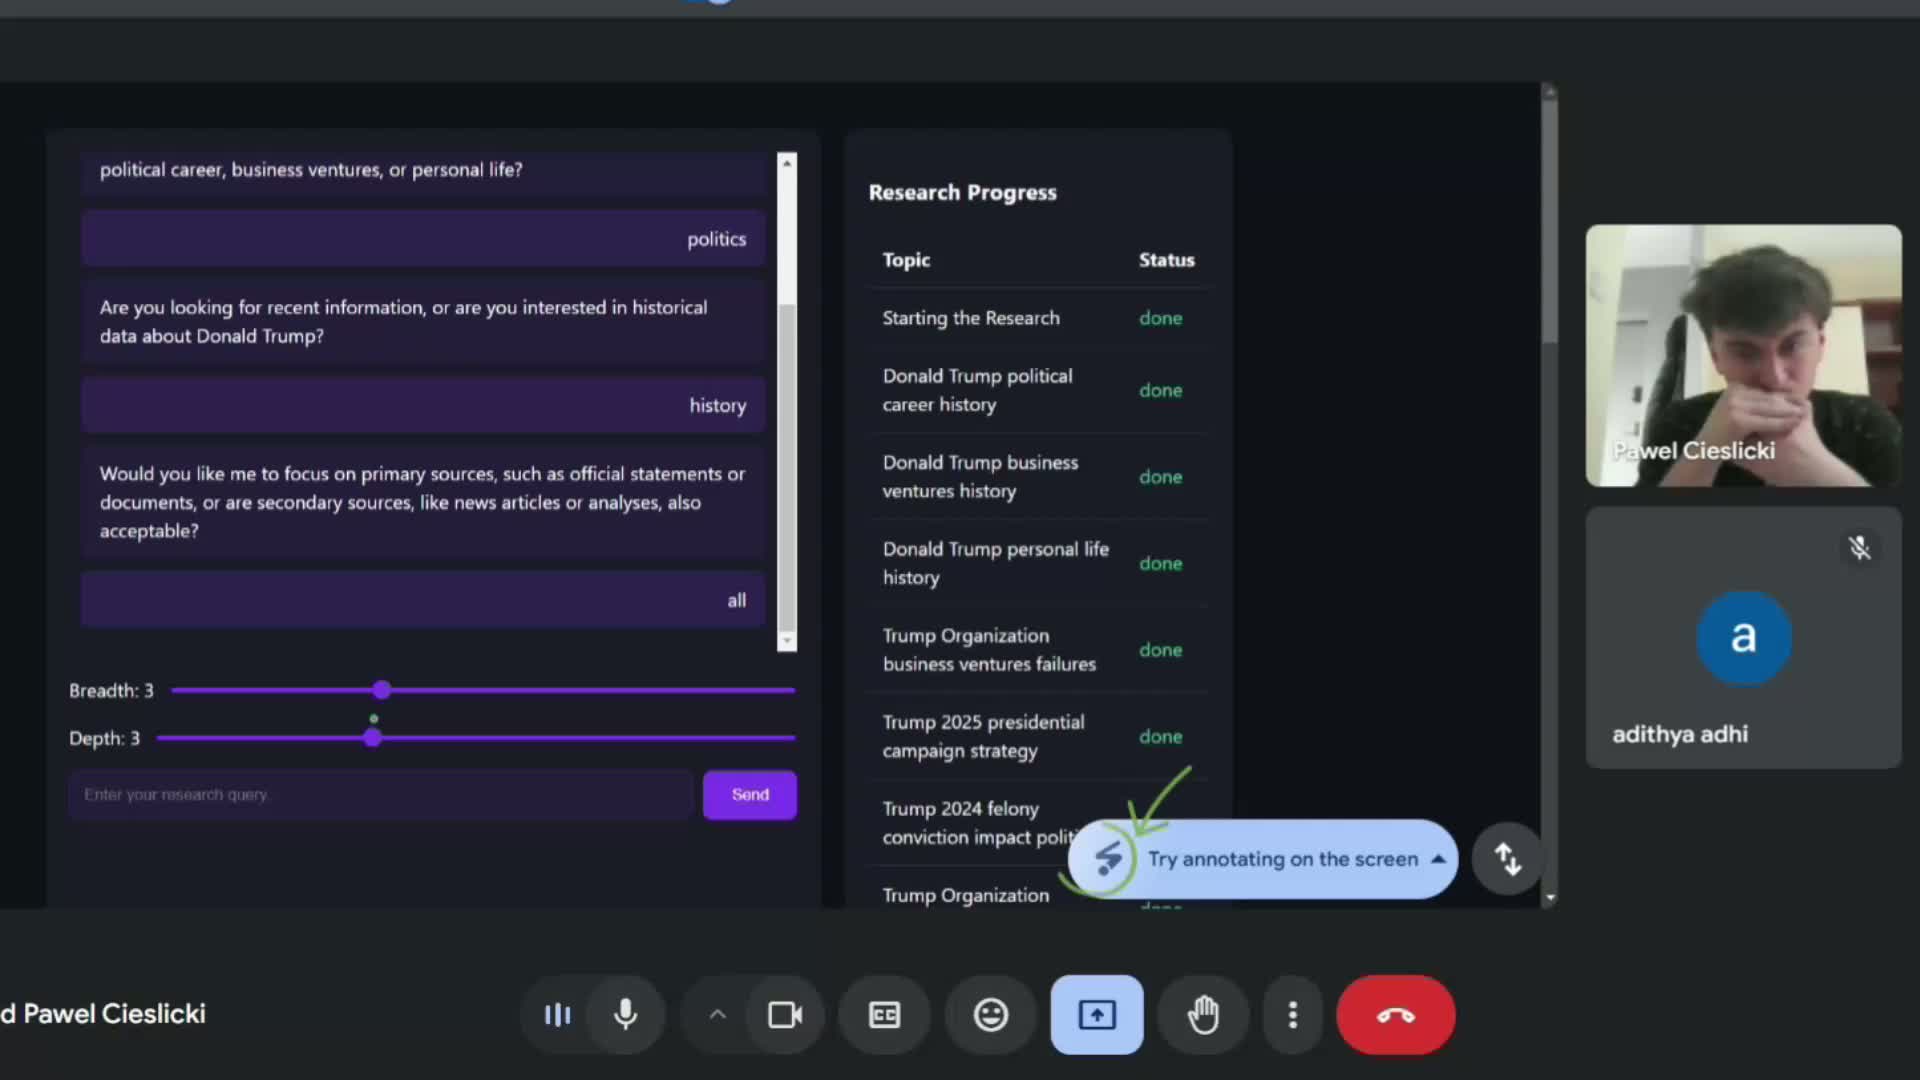 political career, business ventures, or personal life?
politics
Are you looking for recent information, or are you interested in historical
data about Donald Trump?
history
Would you like me to focus on primary sources, such as official statements or
documents, or are secondary sources, like news articles or analyses, also
acceptable?
all
Breadth: 3
Depth: 3
Enter your research query..
Send
Research Progress
Topic Status
Starting the Research done
Donald Trump political
career history
done
Donald Trump business
ventures history
done
Donald Trump personal life
history
done
Trump Organization
business ventures failures
done
Trump 2025 presidential
campaign strategy
done
Trump 2024 felony
conviction impact politi
Trump Organization
done
Try annotating on the screen
Pawel Cieslicki
a
adithya adhi
d Pawel Cieslicki
CC